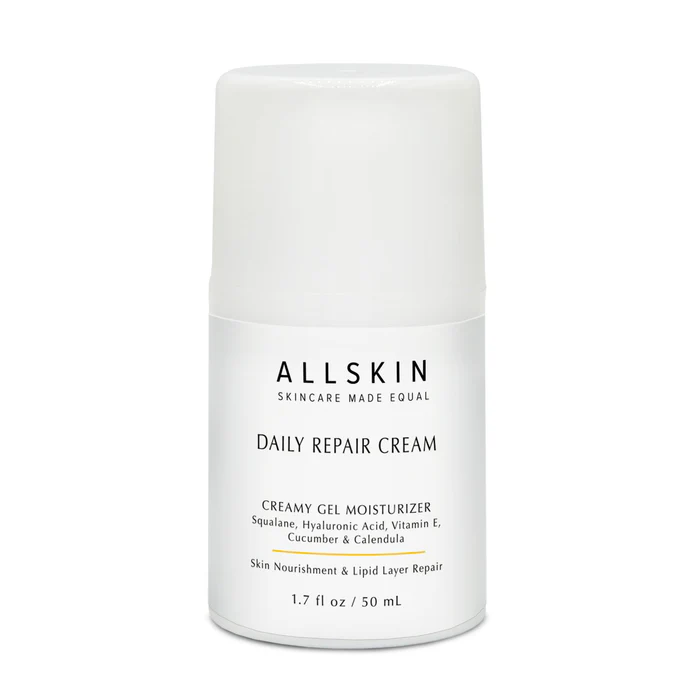 ALLSKIN
SKINCARE MADE EQUAL
DAILY REPAIR CREAM
CREAMY GEL MOISTURIZER
Squalane, Hyaluronic Acid, Vitamin E,
Cucumber & Calendula
Skin Nourishment & Lipid Layer Repair
1.7 fl oz / 50 mL